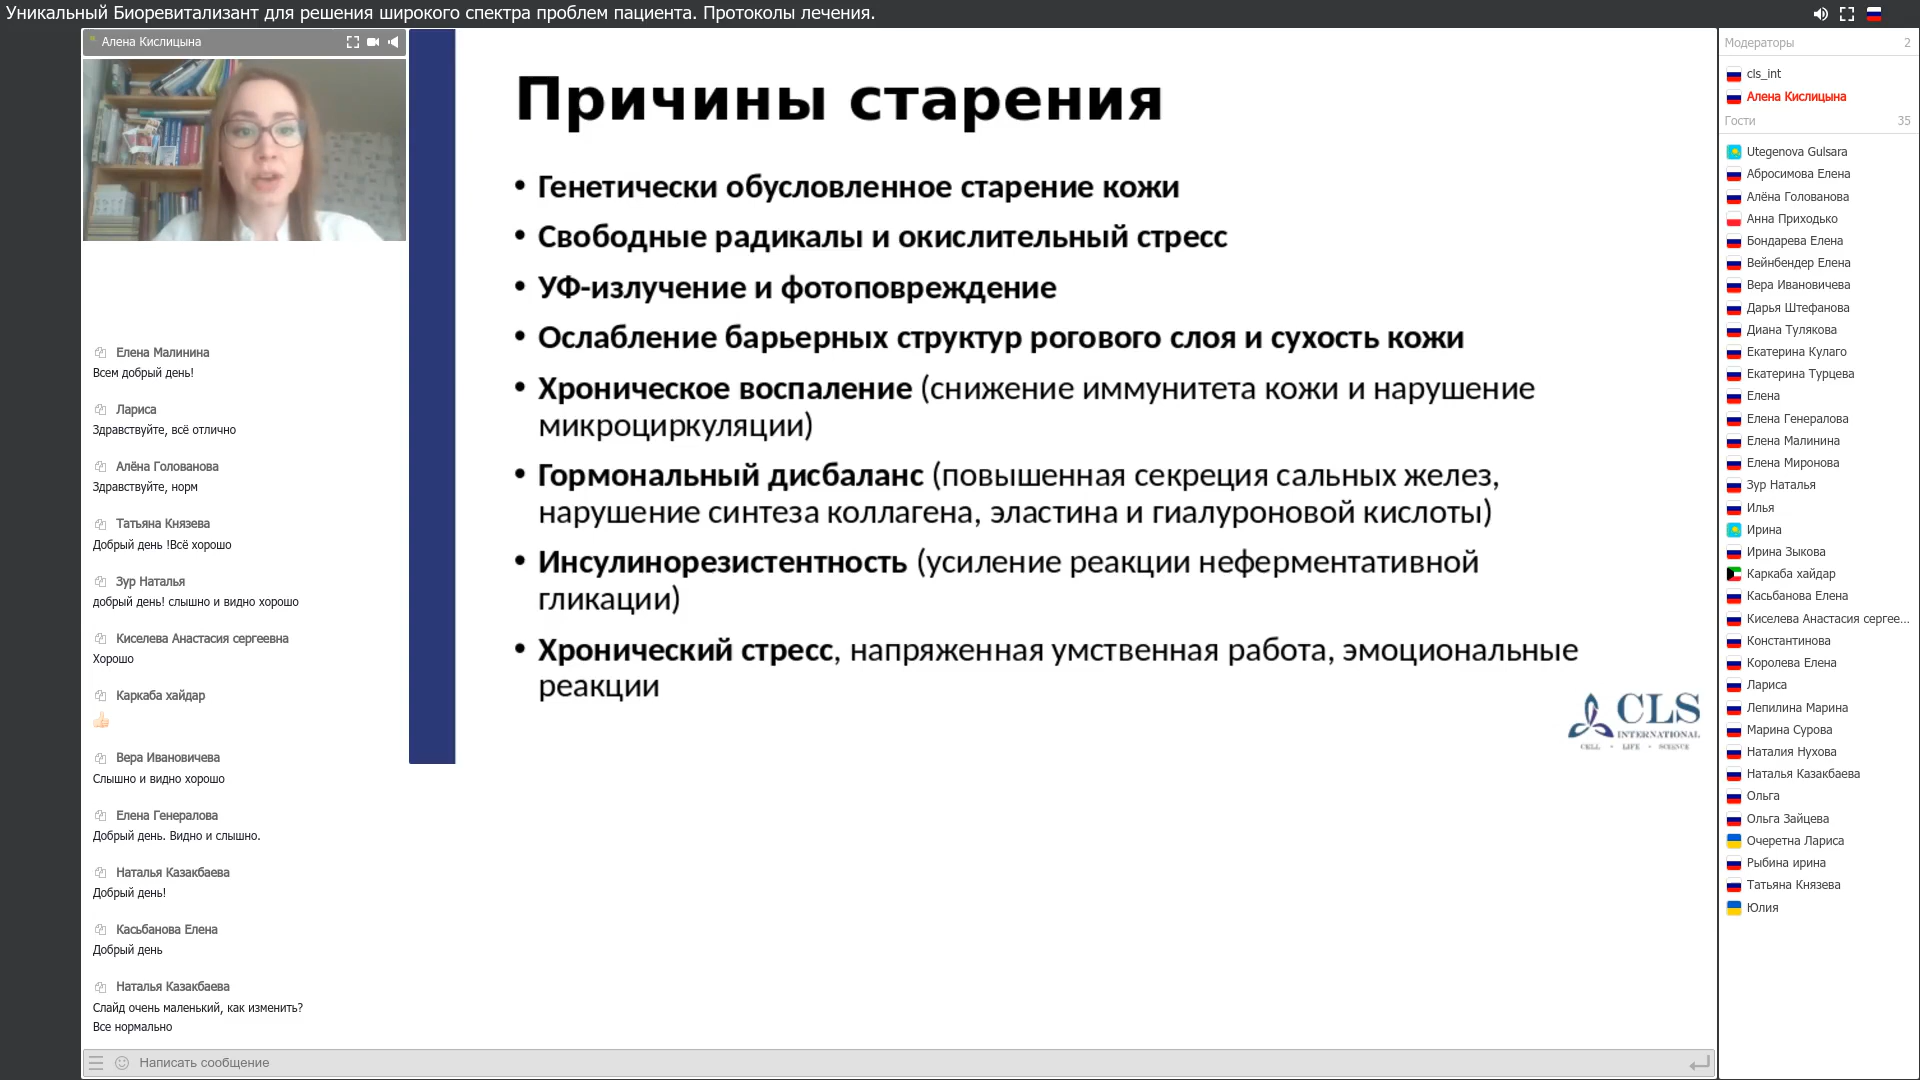 Уникальный Биоревитализант для решения широкого спектра проблем пациента. Протоколы лечения.
Алена Кислицына
Елена Малинина
Всем добрый день!
Лариса
Здравствуйте, всё отлично
Алёна Голованова
Здравствуйте, норм
Татьяна Князева
Добрый день !Всё хорошо
Зур Наталья
добрый день! слышно и видно хорошо
Киселева Анастасия сергеевна
Хорошо
Каркаба хайдар
Вера Ивановичева
Слышно и видно хорошо
Елена Генералова
Добрый день. Видно и слышно.
Наталья Казакбаева
Добрый день!
Касьбанова Елена
Добрый день
Наталья Казакбаева
Слайд очень маленький, как изменить?
Все нормально
Написать сообщение
Причины старения
• Генетически обусловленное старение кожи
• Свободные радикалы и окислительный стресс
• УФ-излучение и фотоповреждение
• Ослабление барьерных структур рогового слоя и сухость кожи
• Хроническое воспаление (снижение иммунитета кожи и нарушение
микроциркуляции)
• Гормональный дисбаланс (повышенная секреция сальных желез,
нарушение синтеза коллагена, эластина и гиалуроновой кислоты)
• Инсулинорезистентность (усиление реакции неферментативной
гликации)
• Хронический стресс, напряженная умственная работа, эмоциональные
реакции
CLS
INTERNATIONAL
CELL • LIFE • SCIENCE
Модераторы 2
cls_int
Алена Кислицына
Гости 35
Utegenova Gulsara
Абросимова Елена
Алёна Голованова
Анна Приходько
Бондарева Елена
Вейнбендер Елена
Вера Ивановичева
Дарья Штефанова
Диана Тулякова
Екатерина Кулаго
Екатерина Турцева
Елена
Елена Генералова
Елена Малинина
Елена Миронова
Зур Наталья
Илья
Ирина
Ирина Зыкова
Каркаба хайдар
Касьбанова Елена
Киселева Анастасия сергее...
Константинова
Королева Елена
Лариса
Лепилина Марина
Марина Сурова
Наталия Нухова
Наталья Казакбаева
Ольга
Ольга Зайцева
Очеретна Лариса
Рыбина ирина
Татьяна Князева
Юлия